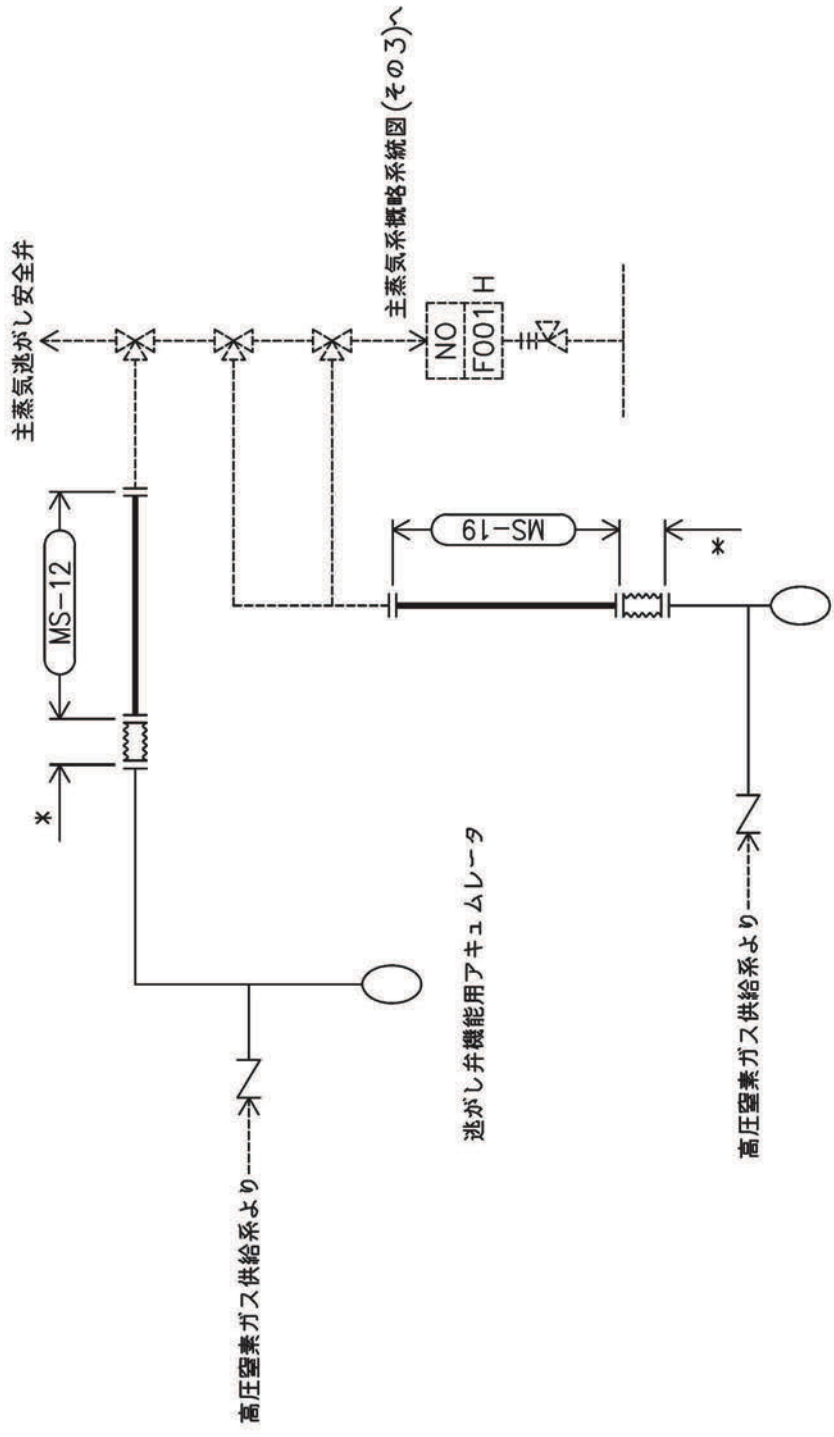 主蒸気逃がし安全弁
MS-12
*
主蒸気系概略系統図(その3)へ
NO
F001
H
MS-19
*
高圧窒素ガス供給系より
逃がし弁機能用アキュムレータ
高圧窒素ガス供給系より